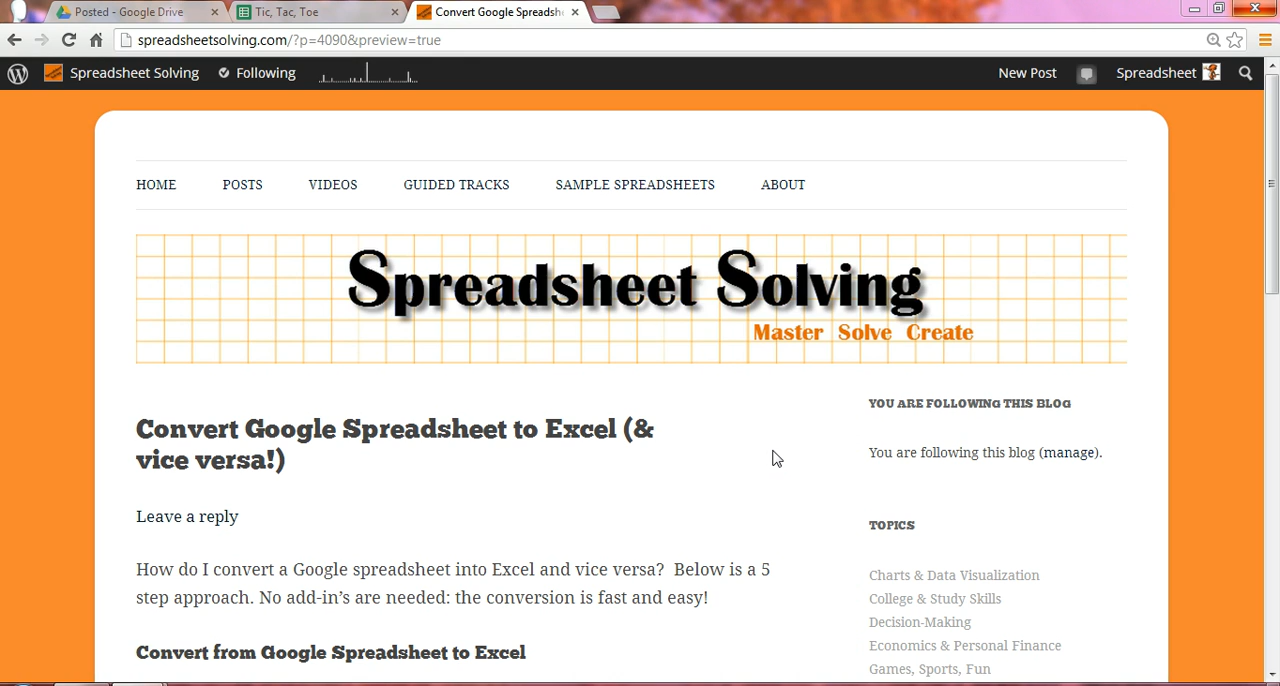 Posted - Google Drive
Tic, Tac, Toe
Convert Google Spreadsh
spreadsheetsolving.com/?p=4090&preview=true
Spreadsheet Solving
Following
New Post
Spreadsheet
HOME
POSTS
VIDEOS
GUIDED TRACKS
SAMPLE SPREADSHEETS
ABOUT
Spreadsheet Solving
Master Solve Create
Convert Google Spreadsheet to Excel (&
vice versa!)
Leave a reply
How do I convert a Google spreadsheet into Excel and vice versa?  Below is a 5
step approach. No add-in’s are needed: the conversion is fast and easy!
Convert from Google Spreadsheet to Excel
YOU ARE FOLLOWING THIS BLOG
You are following this blog (manage).
TOPICS
Charts & Data Visualization
College & Study Skills
Decision-Making
Economics & Personal Finance
Games, Sports, Fun